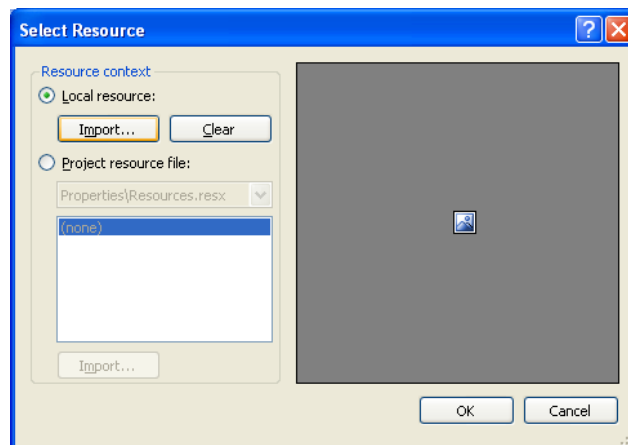 Select Resource
Resource context
Local resource:
Import... Clear
Project resource file:
Properties\Resources.resx
(none)
Import...
OK Cancel